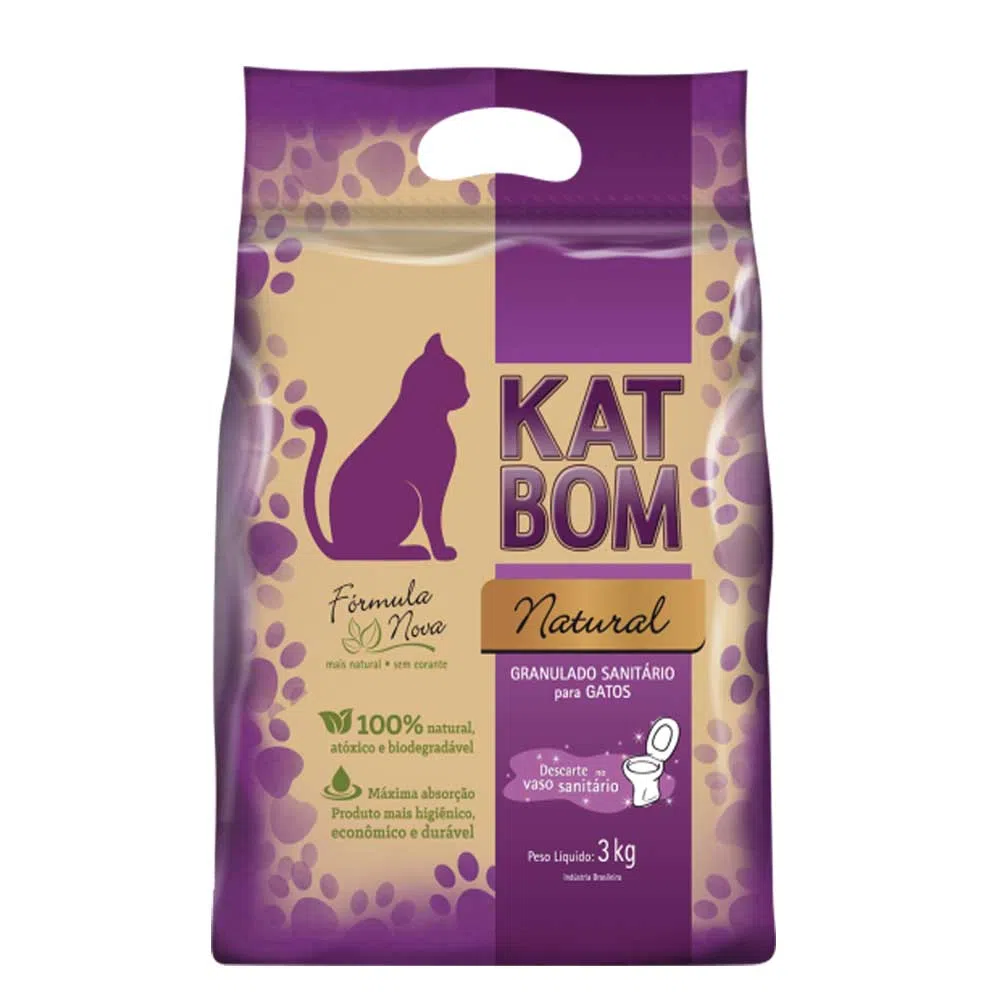 KAT
BOM
Natural
GRANULADO SANITÁRIO
para GATOS
Fórmula
Nova
mais natural • sem corante
100% natural,
atóxico e biodegradável
Máxima absorção
Produto mais higiênico,
econômico e durável
Descarte no
vaso sanitário
Peso Líquido: 3 kg
Indústria Brasileira